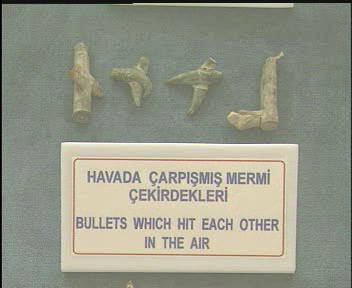 HAVADA ÇARPIŞMIŞ MERMİ
ÇEKİRDEKLERİ
BULLETS WHICH HIT EACH OTHER
IN THE AIR